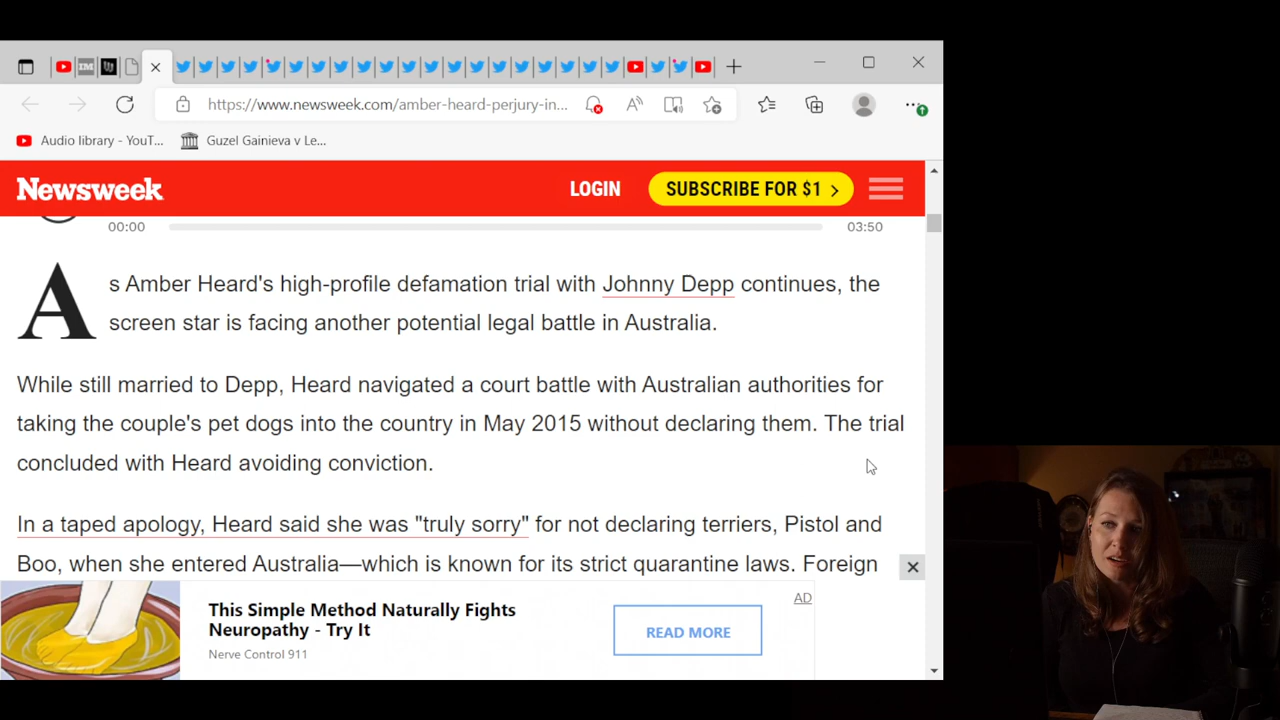 https://www.newsweek.com/amber-heard-perjury-in...
Audio library - YouT...
Guzel Gainieva v Le...
Newsweek
LOGIN
SUBSCRIBE FOR $1
00:00
03:50
As Amber Heard's high-profile defamation trial with Johnny Depp continues, the
screen star is facing another potential legal battle in Australia.
While still married to Depp, Heard navigated a court battle with Australian authorities for
taking the couple's pet dogs into the country in May 2015 without declaring them. The trial
concluded with Heard avoiding conviction.
In a taped apology, Heard said she was "truly sorry" for not declaring terriers, Pistol and
Boo, when she entered Australia—which is known for its strict quarantine laws. Foreign
This Simple Method Naturally Fights
Neuropathy - Try It
Nerve Control 911
READ MORE
AD